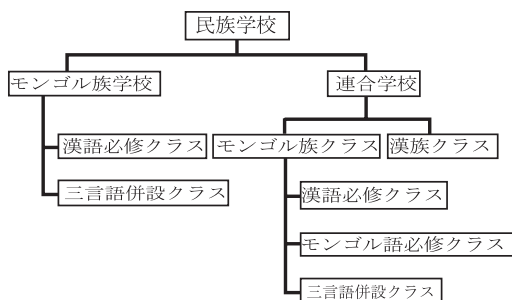 民族学校
モンゴル族学校
連合学校
漢語必修クラス
三言語併設クラス
モンゴル族クラス
漢族クラス
漢語必修クラス
モンゴル語必修クラス
三言語併設クラス